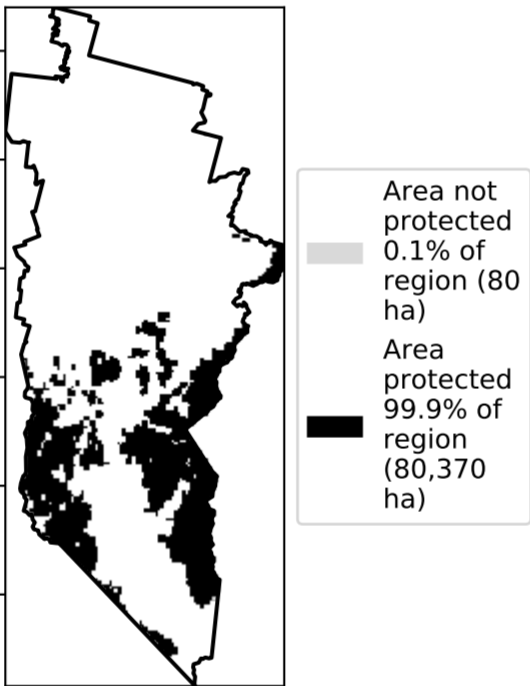 Area not
protected
0.1% of
region (80
ha)
Area
protected
99.9% of
region
(80,370
ha)